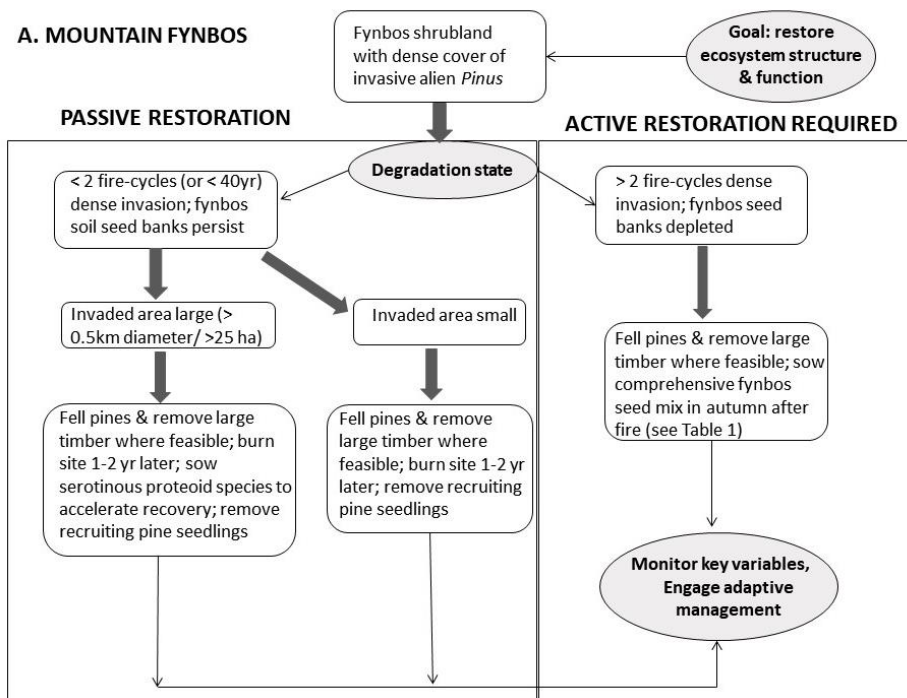 A. MOUNTAIN FYNBOS
Fynbos shrubland
with dense cover of
invasive alien Pinus
Goal: restore
ecosystem structure
& function
PASSIVE RESTORATION
ACTIVE RESTORATION REQUIRED
Degradation state
< 2 fire-cycles (or < 40yr)
dense invasion; fynbos
soil seed banks persist
> 2 fire-cycles dense
invasion; fynbos seed
banks depleted
Invaded area large (>
0.5km diameter/ >25 ha)
Invaded area small
Fell pines & remove large
timber where feasible; sow
comprehensive fynbos
seed mix in autumn after
fire (see Table 1)
Fell pines & remove large
timber where feasible; burn
site 1-2 yr later; sow
serotinous proteoid species to
accelerate recovery; remove
recruiting pine seedlings
Fell pines & remove
large timber where
feasible; burn site 1-2 yr
later; remove recruiting
pine seedlings
Monitor key variables,
Engage adaptive
management